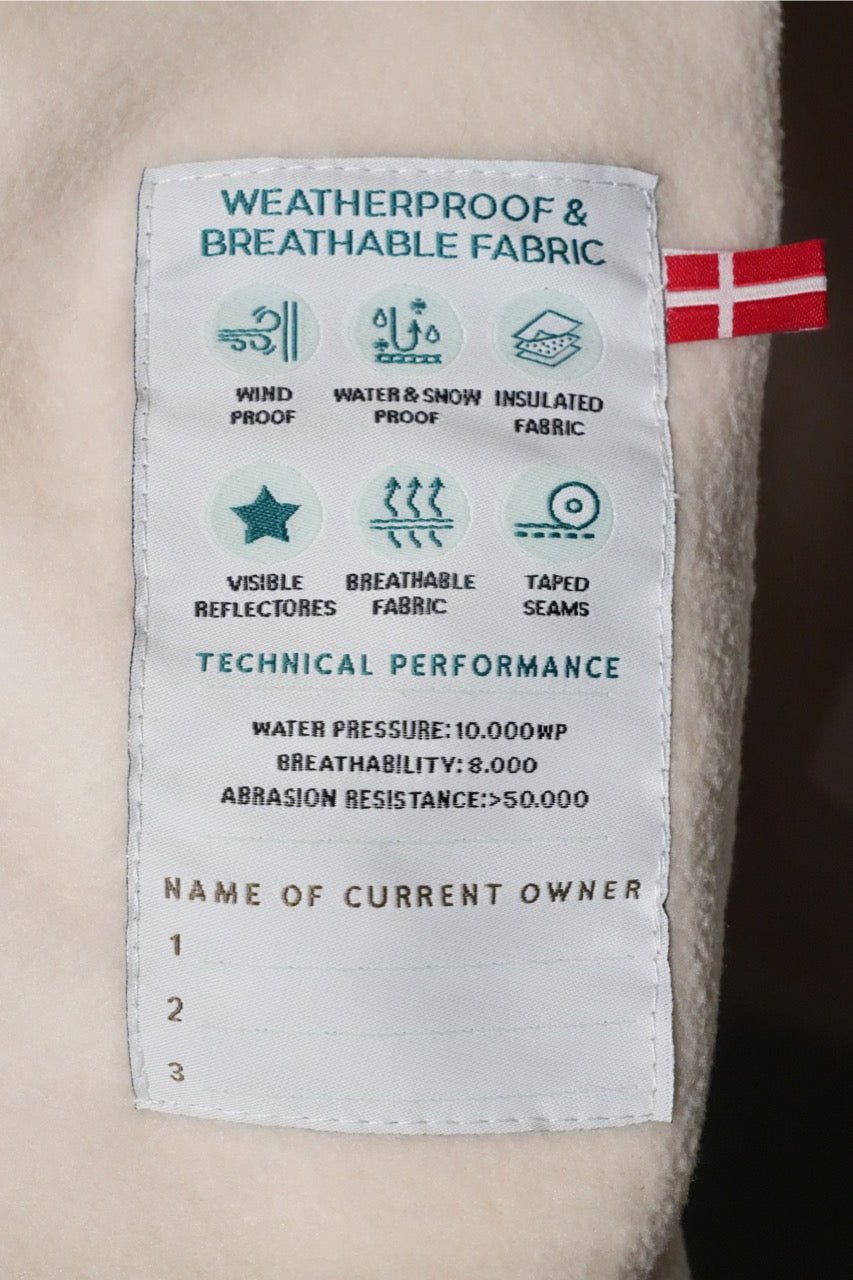 WEATHERPROOF &
BREATHABLE FABRIC
WIND
PROOF
WATER & SNOW
PROOF
INSULATED
FABRIC
VISIBLE
REFLECTORES
BREATHABLE
FABRIC
TAPED
SEAMS
TECHNICAL PERFORMANCE
WATER PRESSURE: 10.000WP
BREATHABILITY: 8.000
ABRASION RESISTANCE:>50.000
NAME OF CURRENT OWNER
1
2
3